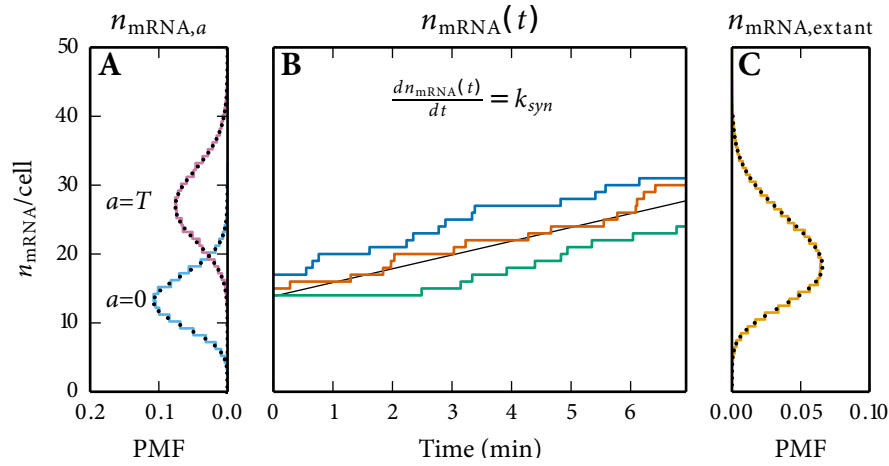 n_mRNA,a
n_mRNA(t)
n_mRNA,extant
A
B
C
dn_mRNA(t)/dt = k_syn
a=T
a=0
n_mRNA/cell
50
40
30
20
10
0
0.2 0.1 0.0
0 1 2 3 4 5 6
0.00 0.05 0.10
PMF
Time (min)
PMF